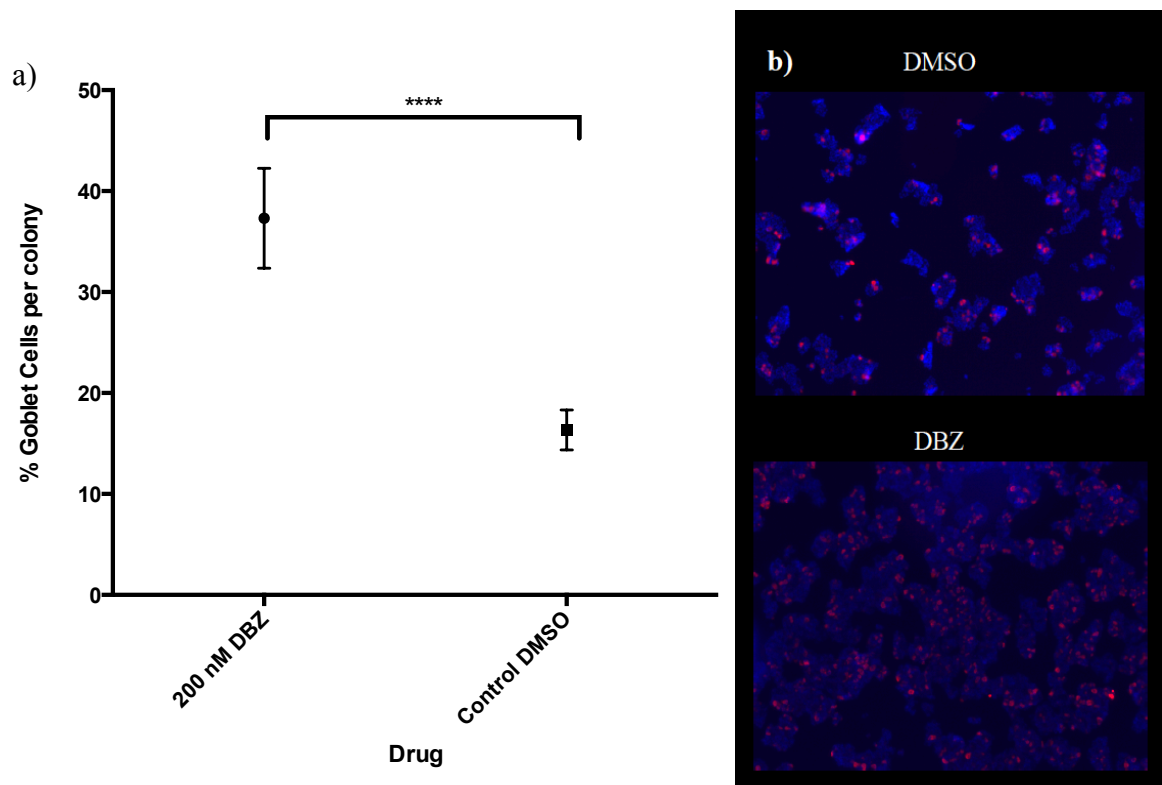 a)
50
40
30
20
10
0
% Goblet Cells per colony
****
200 nM DBZ
Control DMSO
Drug
b)
DMSO
DBZ